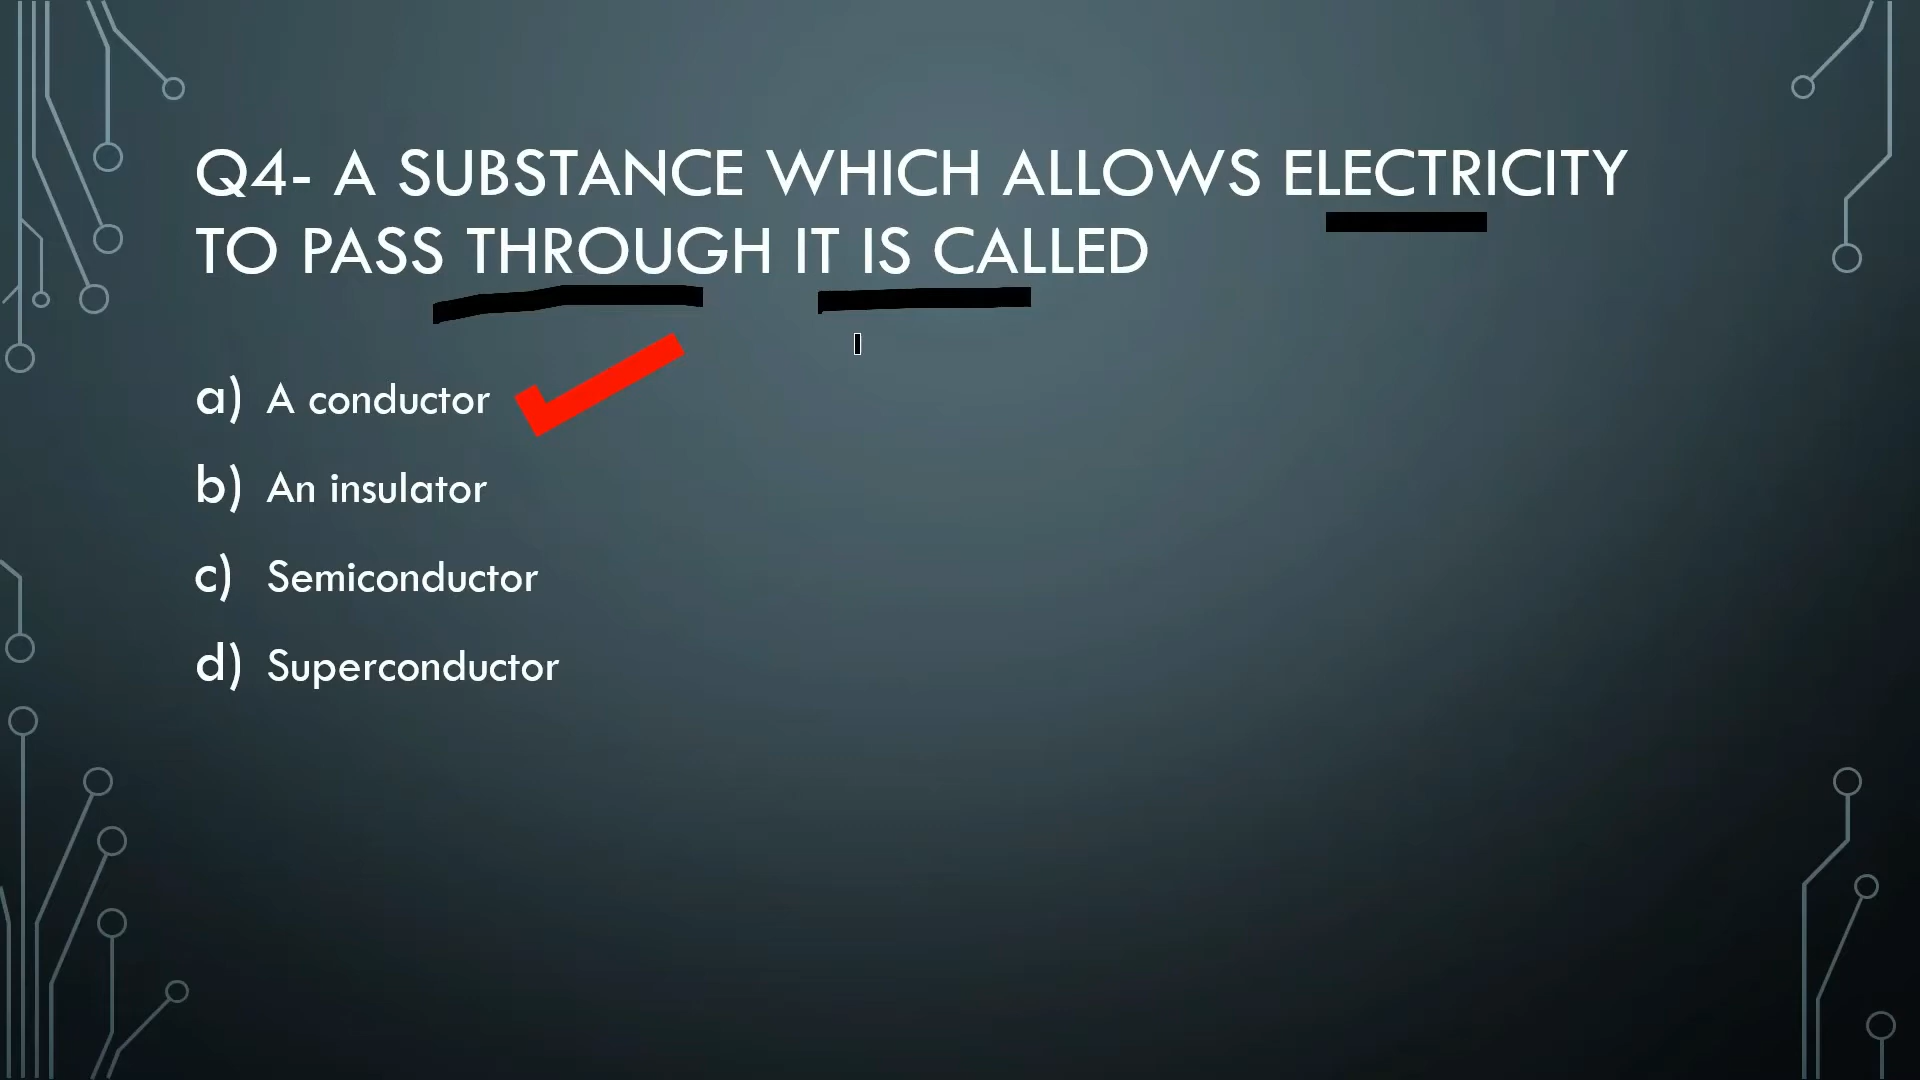 Q4- A SUBSTANCE WHICH ALLOWS ELECTRICITY
TO PASS THROUGH IT IS CALLED
a) A conductor
b) An insulator
c) Semiconductor
d) Superconductor